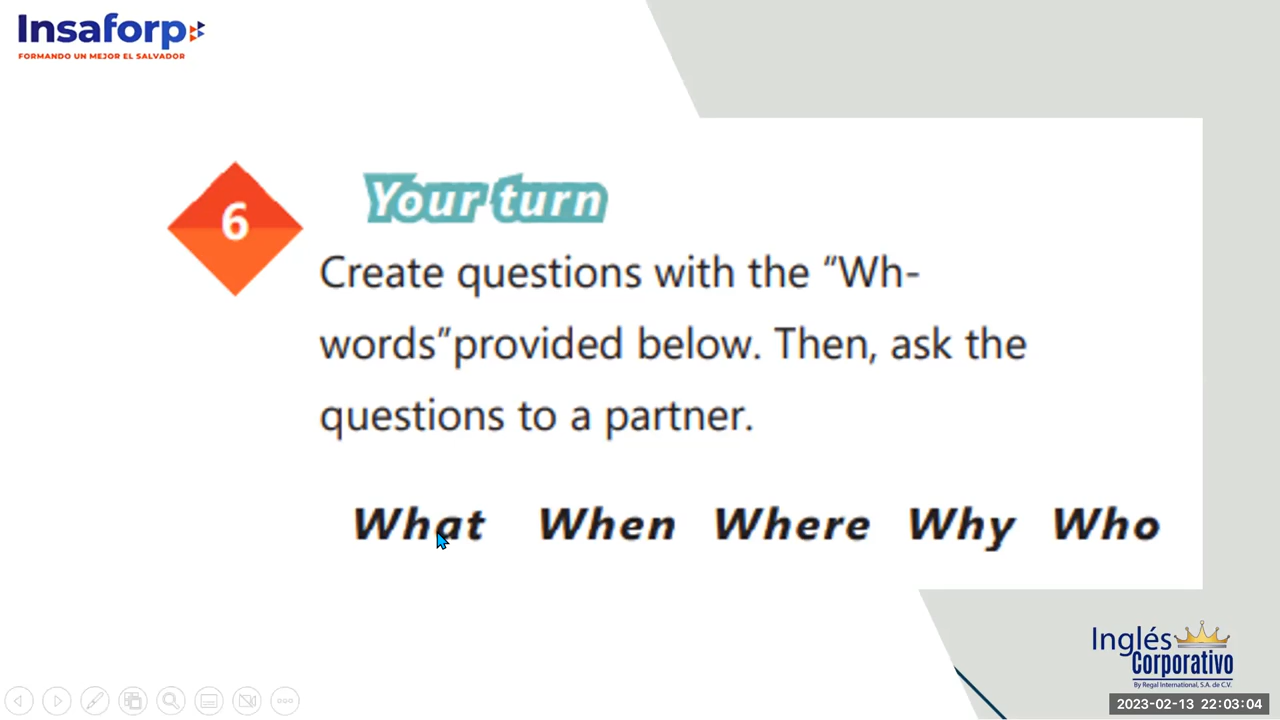 Insaforp
FORMANDO UN MEJOR EL SALVADOR
6
Your turn
Create questions with the "Wh-
words"provided below. Then, ask the
questions to a partner.
What When Where Why Who
Inglés
Corporativo
By Regal International, S.A. de C.V.
2023-02-13 22:03:04